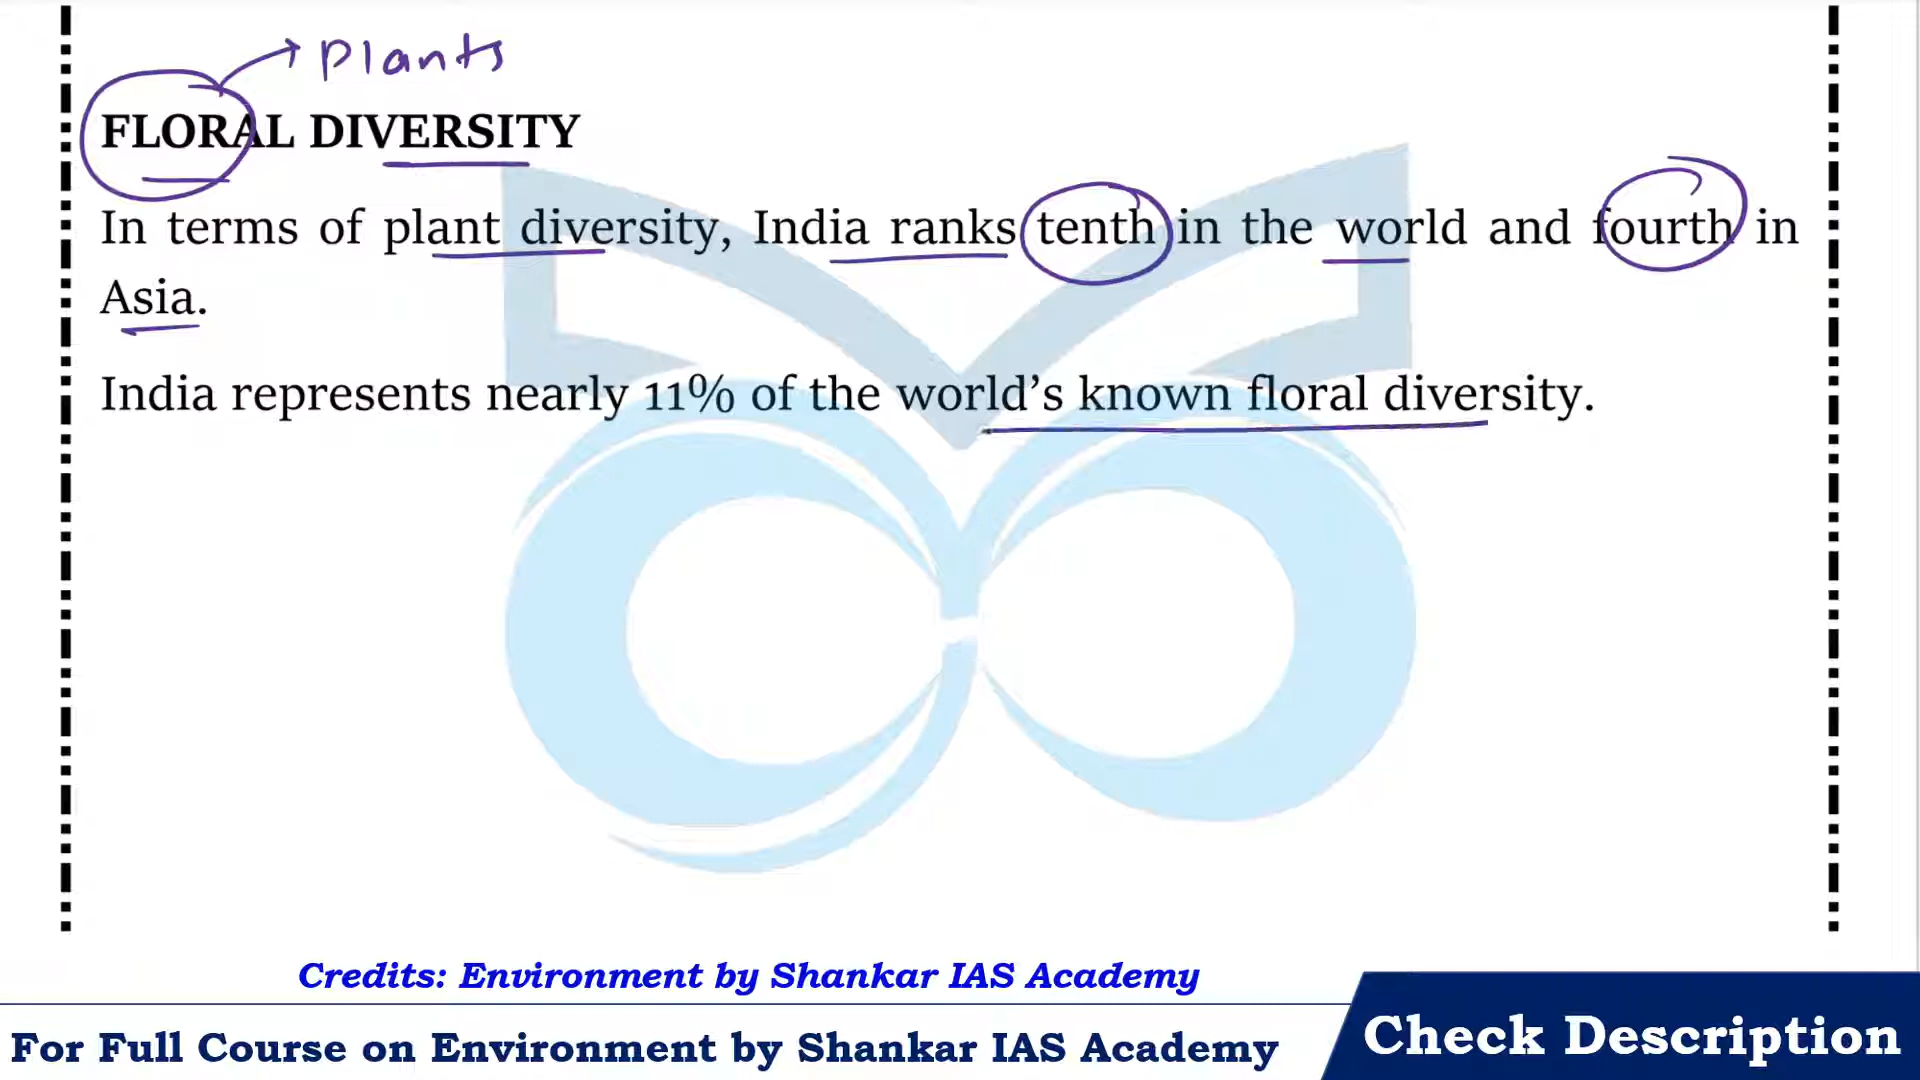 Plants
FLORAL DIVERSITY
In terms of plant diversity, India ranks tenth in the world and fourth in
Asia.
India represents nearly 11% of the world’s known floral diversity.
Credits: Environment by Shankar IAS Academy
For Full Course on Environment by Shankar IAS Academy
Check Description